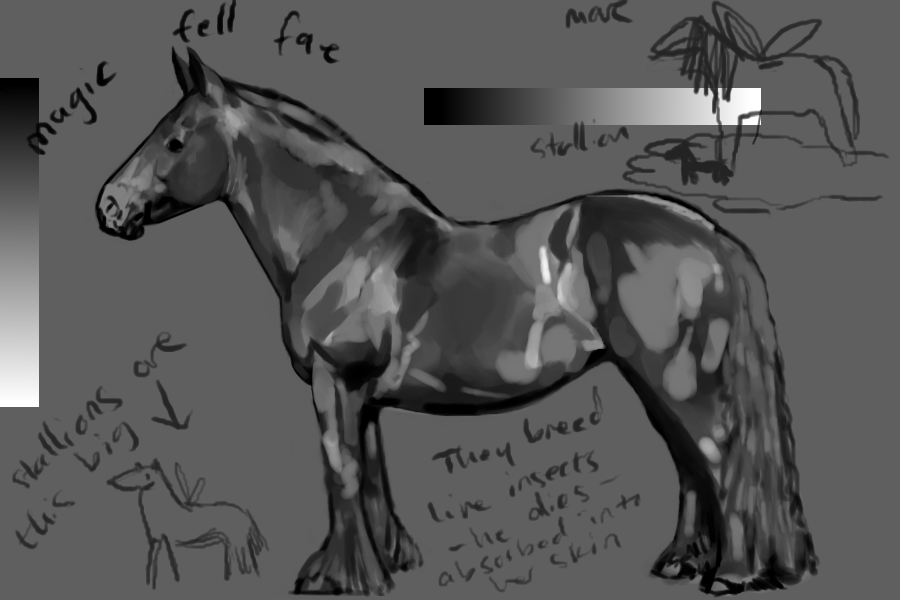 magic
fell
fae
mare
stallion
stallions are
this big
They breed
like insects
- he dies -
absorbed into
her skin